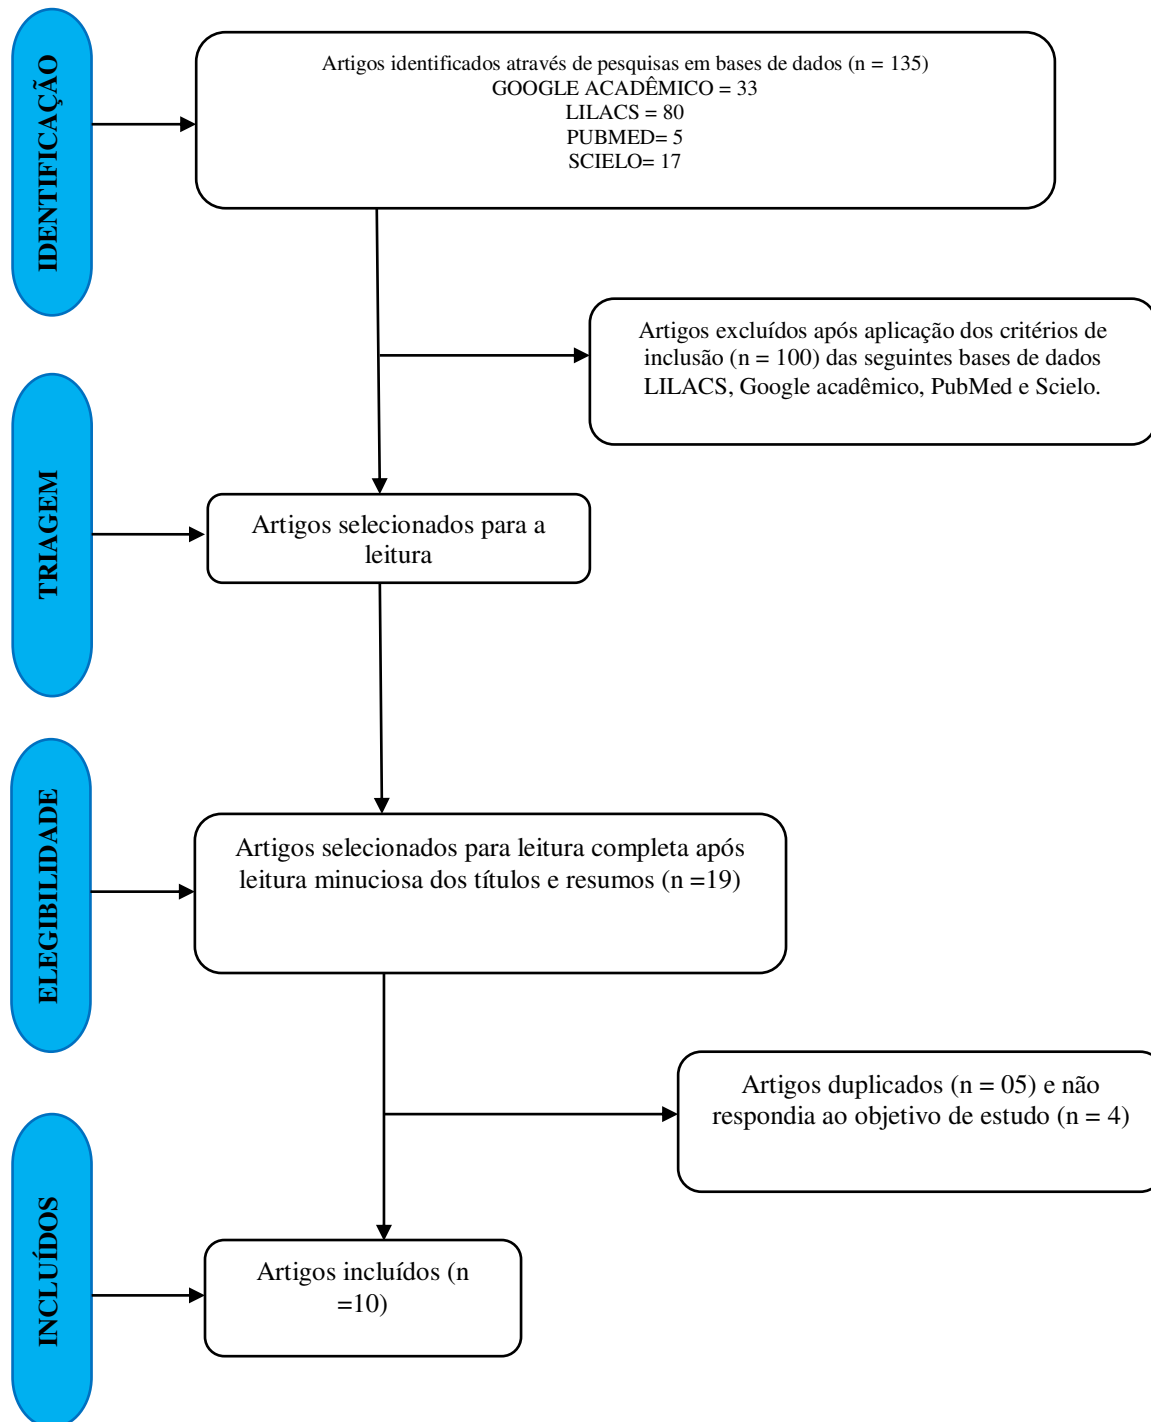 IDENTIFICAÇÃO
Artigos identificados através de pesquisas em bases de dados (n = 135)
GOOGLE ACADÊMICO = 33
LILACS = 80
PUBMED= 5
SCIELO= 17
Artigos excluídos após aplicação dos critérios de
inclusão (n = 100) das seguintes bases de dados
LILACS, Google acadêmico, PubMed e Scielo.
TRIAGEM
Artigos selecionados para a
leitura
ELEGIBILIDADE
Artigos selecionados para leitura completa após
leitura minuciosa dos títulos e resumos (n =19)
Artigos duplicados (n = 05) e não
respondia ao objetivo de estudo (n = 4)
INCLUÍDOS
Artigos incluídos (n
=10)